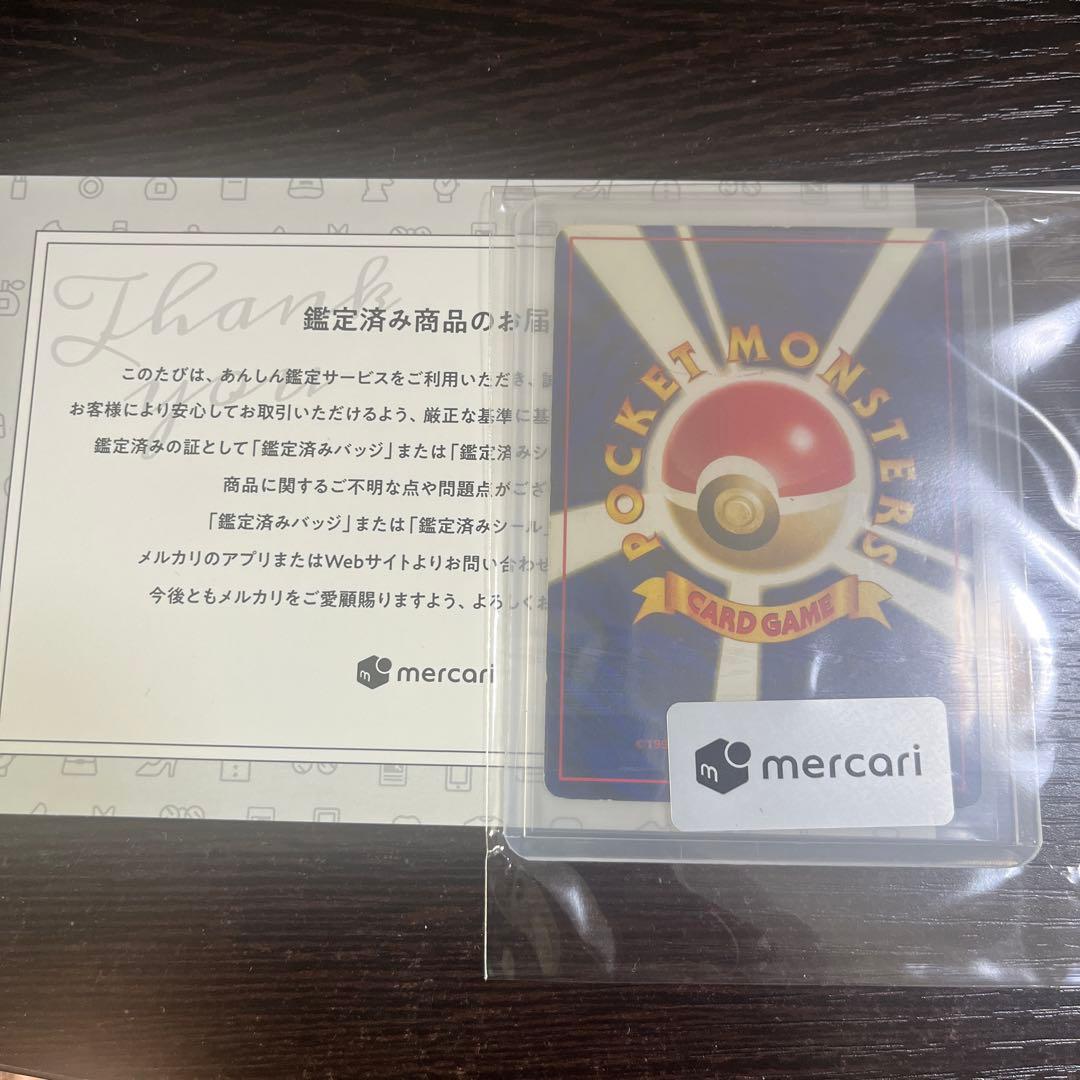 Thank you
鑑定済み商品のお届
このたびは、あんしん鑑定サービスをご利用いただき、誠
お客様により安心してお取引いただけるよう、厳正な基準に基
鑑定済みの証として「鑑定済みバッジ」または「鑑定済みシ
商品に関するご不明な点や問題点がござ
「鑑定済みバッジ」または「鑑定済みシール」
メルカリのアプリまたはWebサイトよりお問い合わせ
今後ともメルカリをご愛顧賜りますよう、よろしくお
mercari
POCKET MONSTERS
CARD GAME
©199
m mercari